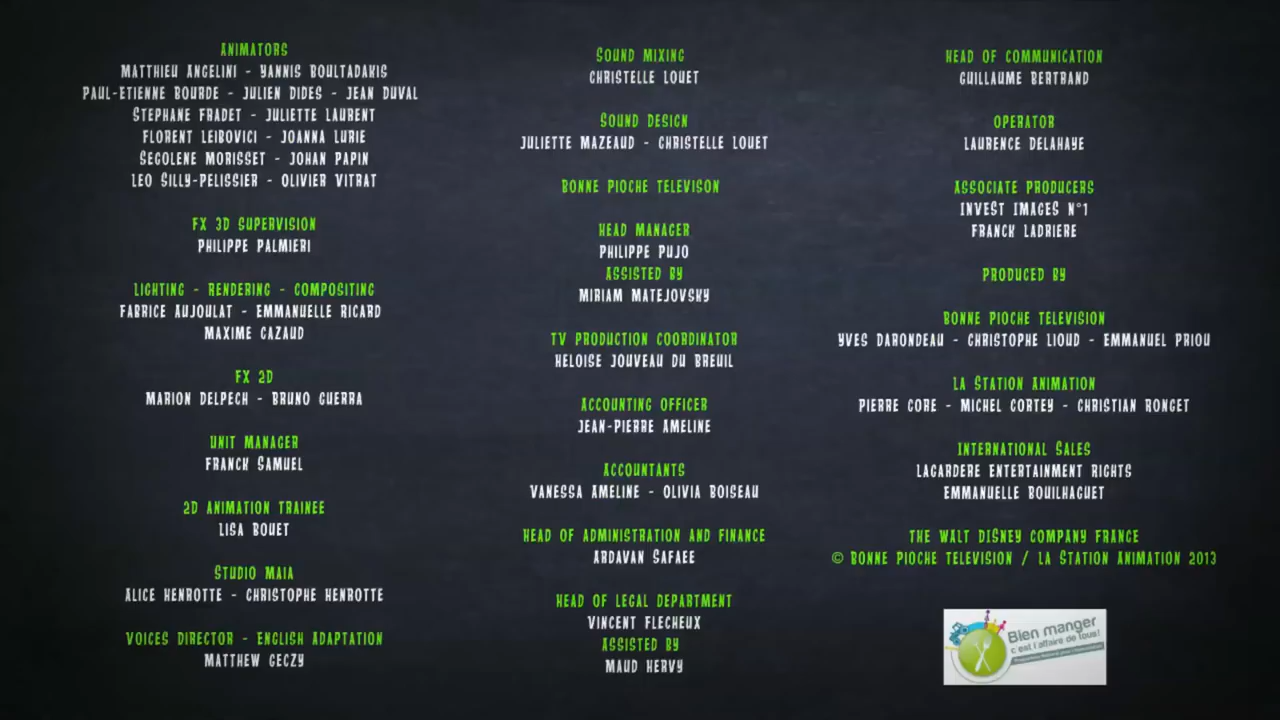 ANIMATORS
MATTHIEU ANGELINI - YANNIS BOULTADAKIS
PAUL-ETIENNE BOURDE - JULIEN DIDES - JEAN DUVAL
STEPHANE FRADET - JULIETTE LAURENT
FLORENT LEIBOVICI - JOANNA LURIE
SEGOLENE MORISSET - JOHAN PAPIN
LEO SILLY-PELISSIER - OLIVIER VITRAT
FX 3D SUPERVISION
PHILIPPE PALMIERI
LIGHTING - RENDERING - COMPOSITING
FABRICE AUJOULAT - EMMANUELLE RICARD
MAXIME CAZAUD
FX 2D
MARION DELPECH - BRUNO GUERRA
UNIT MANAGER
FRANCK SAMUEL
2D ANIMATION TRAINEE
LISA BOUET
STUDIO MAIA
ALICE HENROTTE - CHRISTOPHE HENROTTE
VOICES DIRECTOR - ENGLISH ADAPTATION
MATTHEW GECZY
SOUND MIXING
CHRISTELLE LOUET
SOUND DESIGN
JULIETTE MAZEAUD - CHRISTELLE LOUET
BONNE PIOCHE TELEVISON
HEAD MANAGER
PHILIPPE PUJO
ASSISTED BY
MIRIAM MATEJOVSKY
TV PRODUCTION COORDINATOR
HELOISE JOUVEAU DU BREUIL
ACCOUNTING OFFICER
JEAN-PIERRE AMELINE
ACCOUNTANTS
VANESSA AMELINE - OLIVIA BOISEAU
HEAD OF ADMINISTRATION AND FINANCE
ARDAVAN SAFAEE
HEAD OF LEGAL DEPARTMENT
VINCENT FLECHEUX
ASSISTED BY
MAUD HERVY
HEAD OF COMMUNICATION
GUILLAUME BERTRAND
OPERATOR
LAURENCE DELAHAYE
ASSOCIATE PRODUCERS
INVEST IMAGES N°1
FRANCK LADRIERE
PRODUCED BY
BONNE PIOCHE TELEVISION
YVES DARONDEAU - CHRISTOPHE LIOUD - EMMANUEL PRIOU
LA STATION ANIMATION
PIERRE CORE - MICHEL CORTEY - CHRISTIAN RONGET
INTERNATIONAL SALES
LAGARDERE ENTERTAINMENT RIGHTS
EMMANUELLE BOUILHAGUET
THE WALT DISNEY COMPANY FRANCE
© BONNE PIOCHE TELEVISION / LA STATION ANIMATION 2013
Bien manger
c'est l'affaire de tous!